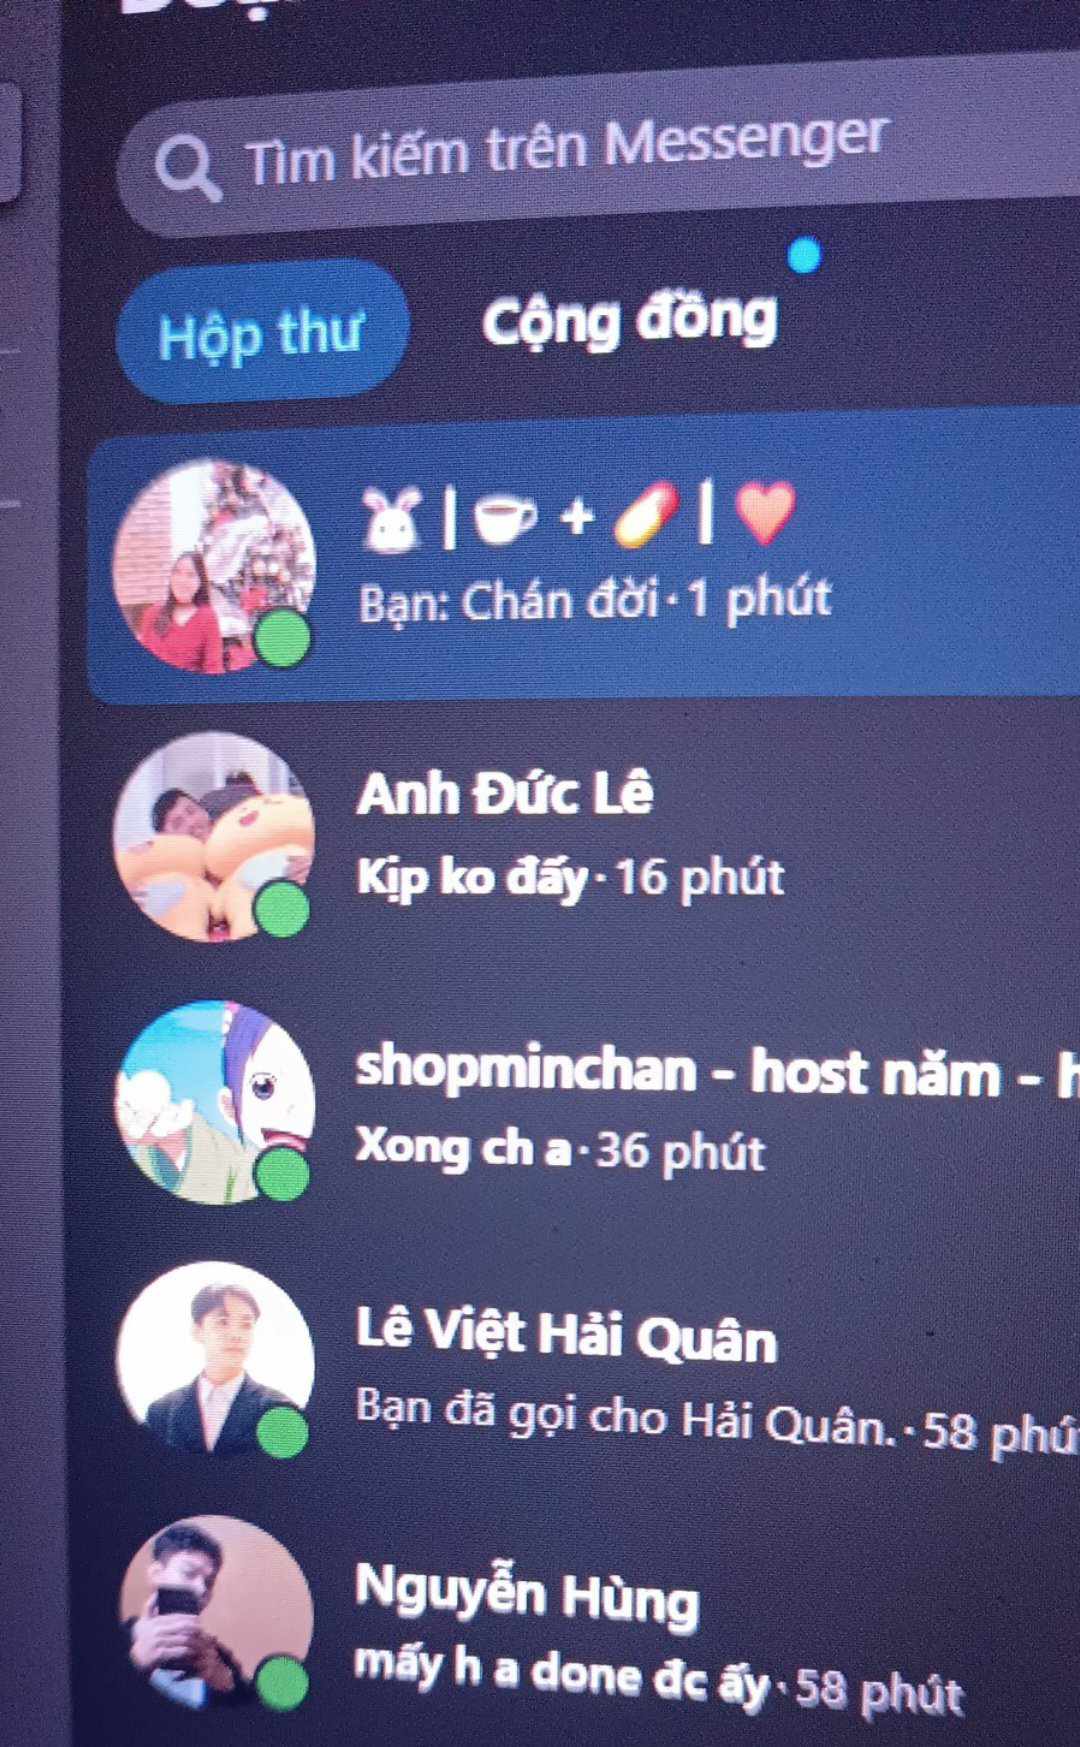 Tìm kiếm trên Messenger
Hộp thư
Cộng đồng
🐰 | ☕ + 💊 | ❤️
Bạn: Chán đời · 1 phút
Anh Đức Lê
Kịp ko đấy · 16 phút
shopminchan - host năm -
Xong ch a · 36 phút
Lê Việt Hải Quân
Bạn đã gọi cho Hải Quân. · 58 phú
Nguyễn Hùng
mấy h a done đc ấy · 58 phút